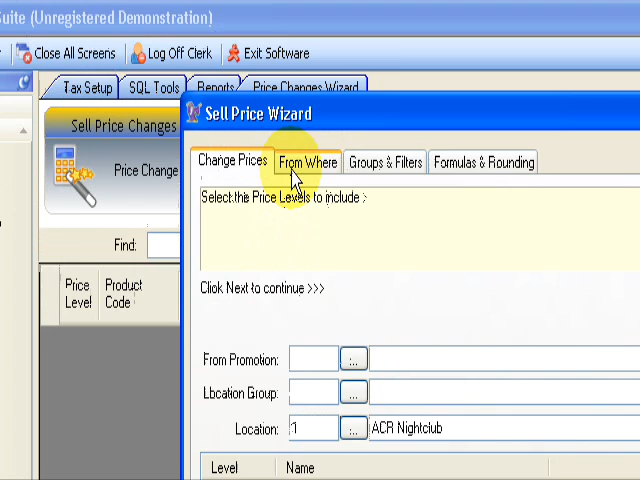 Suite (Unregistered Demonstration)
Close All Screens
Log Off Clerk
Exit Software
Tax Setup
SQL Tools
Reports
Price Changes Wizard
Sell Price Changes
Sell Price Wizard
Price Change
Change Prices
From Where
Groups & Filters
Formulas & Rounding
Select the Price Levels to include >
Find:
Price Level
Product Code
Click Next to continue >>>
From Promotion:
...
Location Group:
...
Location:
1
...
ACR Nightclub
Level
Name